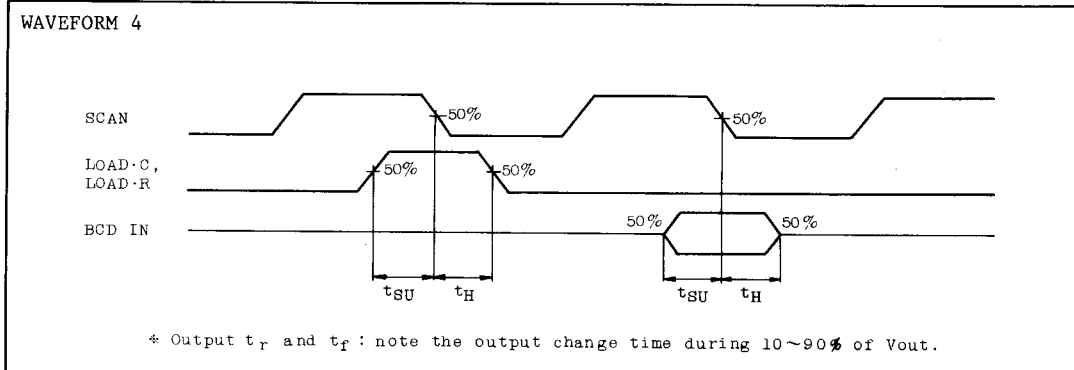 WAVEFORM 4
SCAN
50%
50%
LOAD·C,
LOAD·R
50%
50%
BCD IN
50%
50%
tSU
tH
tSU
tH
* Output tr and tf : note the output change time during 10~90% of Vout.